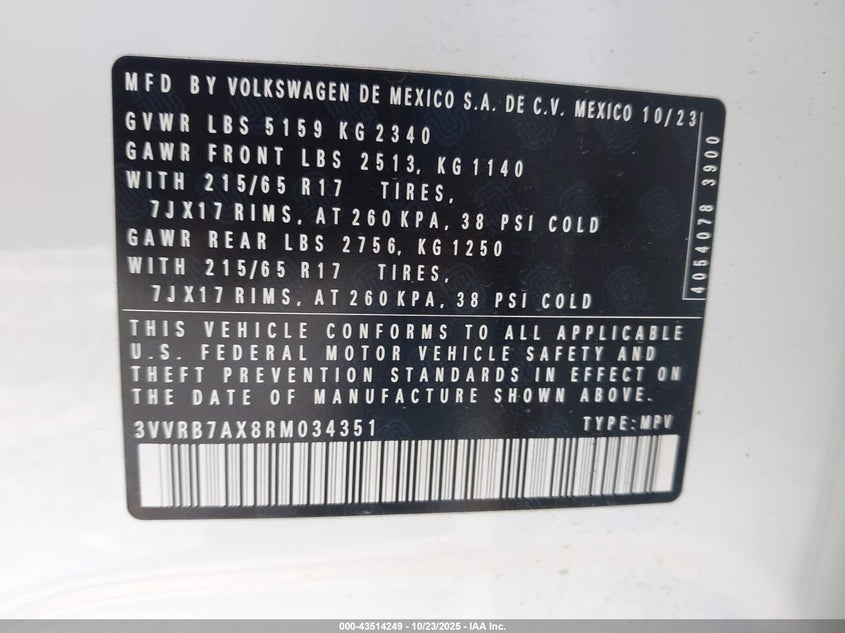 MFD BY VOLKSWAGEN DE MEXICO S.A. DE C.V. MEXICO 10/23
GVWR LBS 5159 KG 2340
GAWR FRONT LBS 2513, KG 1140
WITH 215/65 R17 TIRES,
7JX17 RIMS, AT 260 KPA, 38 PSI COLD
GAWR REAR LBS 2756, KG 1250
WITH 215/65 R17 TIRES,
7JX17 RIMS, AT 260 KPA, 38 PSI COLD
4054078 3900
THIS VEHICLE CONFORMS TO ALL APPLICABLE
U.S. FEDERAL MOTOR VEHICLE SAFETY AND
THEFT PREVENTION STANDARDS IN EFFECT ON
THE DATE OF MANUFACTURE SHOWN ABOVE.
3VVRB7AX8RM034351 TYPE: MPV
000-43514249 - 10/23/2025 - IAA Inc.